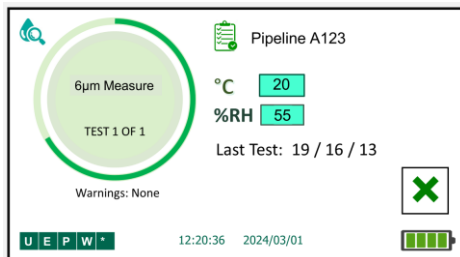 Pipeline A123
6µm Measure
°C 20
%RH 55
TEST 1 OF 1
Last Test: 19 / 16 / 13
Warnings: None
U E P W *
12:20:36 2024/03/01